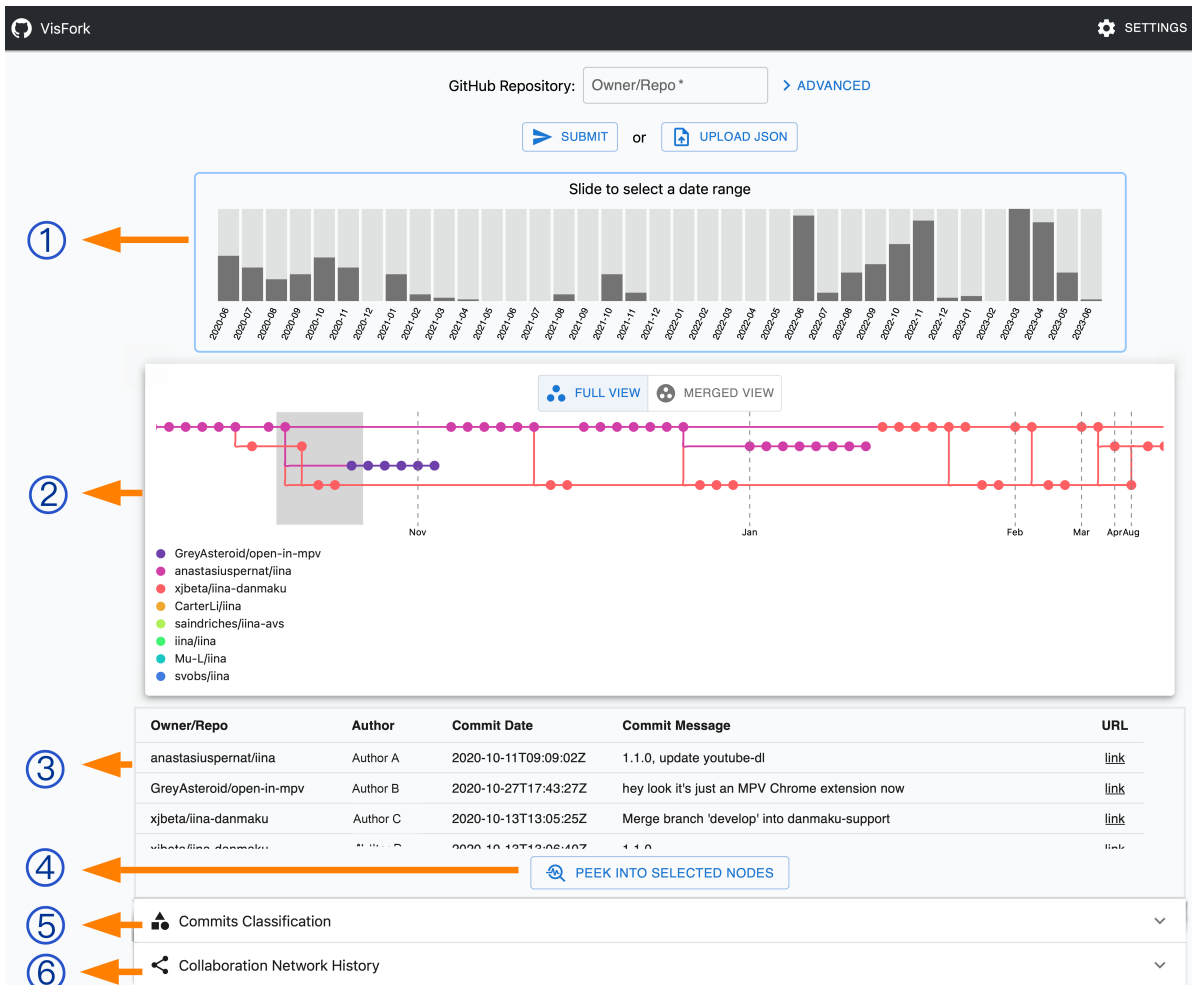 VisFork
SETTINGS
GitHub Repository:
Owner/Repo *
ADVANCED
SUBMIT
or
UPLOAD JSON
Slide to select a date range
1
2020-06
2020-07
2020-08
2020-09
2020-10
2020-11
2020-12
2021-01
2021-02
2021-03
2021-04
2021-05
2021-06
2021-07
2021-08
2021-09
2021-10
2021-11
2021-12
2022-01
2022-02
2022-03
2022-04
2022-05
2022-06
2022-07
2022-08
2022-09
2022-10
2022-11
2022-12
2023-01
2023-02
2023-03
2023-04
2023-05
2023-06
FULL VIEW
MERGED VIEW
2
Nov
Jan
Feb
Mar
Apr
Aug
GreyAsteroid/open-in-mpv
anastasiuspernat/iina
xjbeta/iina-danmaku
CarterLi/iina
saindriches/iina-avs
iina/iina
Mu-L/iina
svobs/iina
Owner/Repo Author Commit Date Commit Message URL
3
anastasiuspernat/iina Author A 2020-10-11T09:09:02Z 1.1.0, update youtube-dl link
GreyAsteroid/open-in-mpv Author B 2020-10-27T17:43:27Z hey look it's just an MPV Chrome extension now link
xjbeta/iina-danmaku Author C 2020-10-13T13:05:25Z Merge branch 'develop' into danmaku-support link
4
PEEK INTO SELECTED NODES
5
Commits Classification
6
Collaboration Network History